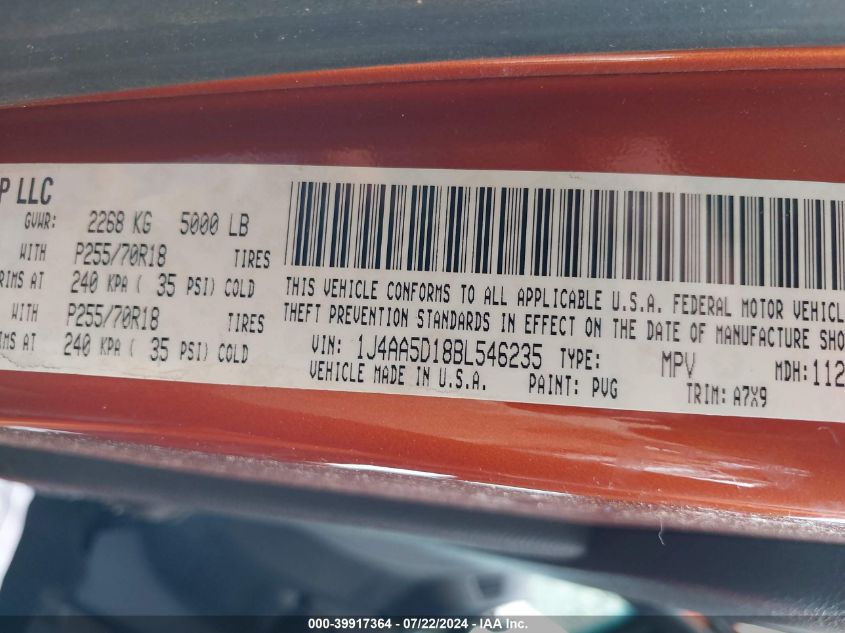 P LLC
GVWR: 2268 KG 5000 LB
WITH P255/70R18 TIRES
RIMS AT 240 KPA ( 35 PSI) COLD
WITH P255/70R18 TIRES
RIMS AT 240 KPA ( 35 PSI) COLD
THIS VEHICLE CONFORMS TO ALL APPLICABLE U.S.A. FEDERAL MOTOR VEHICL
THEFT PREVENTION STANDARDS IN EFFECT ON THE DATE OF MANUFACTURE SHO
VIN: 1J4AA5D18BL546235 TYPE: MPV MDH:112
VEHICLE MADE IN U.S.A. PAINT: PVG TRIM: A7X9
000-39917364 - 07/22/2024 - IAAI.com